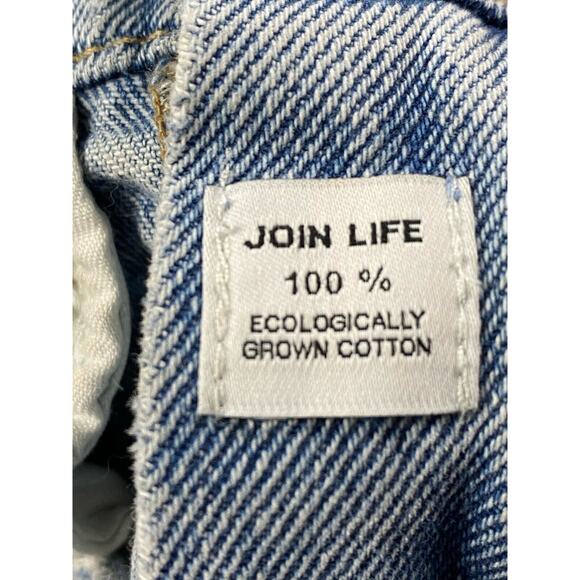 JOIN LIFE
100 %
ECOLOGICALLY
GROWN COTTON